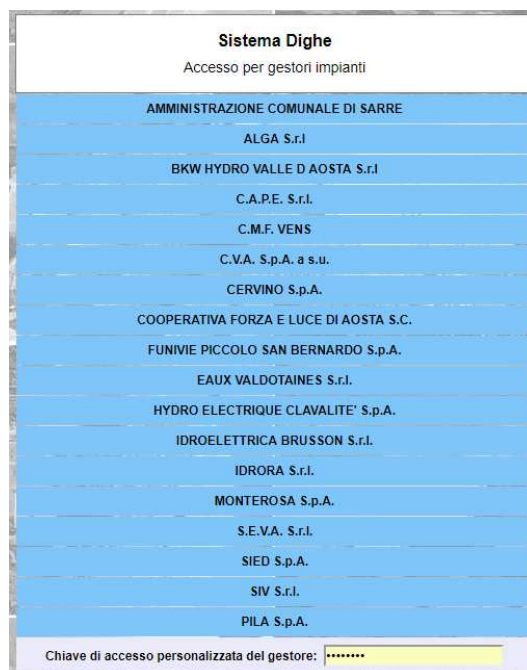 Sistema Dighe
Accesso per gestori impianti
AMMINISTRAZIONE COMUNALE DI SARRE
ALGA S.r.l
BKW HYDRO VALLE D AOSTA S.r.l
C.A.P.E. S.r.l.
C.M.F. VENS
C.V.A. S.p.A. a s.u.
CERVINO S.p.A.
COOPERATIVA FORZA E LUCE DI AOSTA S.C.
FUNIVIE PICCOLO SAN BERNARDO S.p.A.
EAUX VALDOTAINES S.r.l.
HYDRO ELECTRIQUE CLAVALITE' S.p.A.
IDROELETTRICA BRUSSON S.r.l.
IDRORA S.r.l.
MONTEROSA S.p.A.
S.E.V.A. S.r.l.
SIED S.p.A.
SIV S.r.l.
PILA S.p.A.
Chiave di accesso personalizzata del gestore: ••••••••